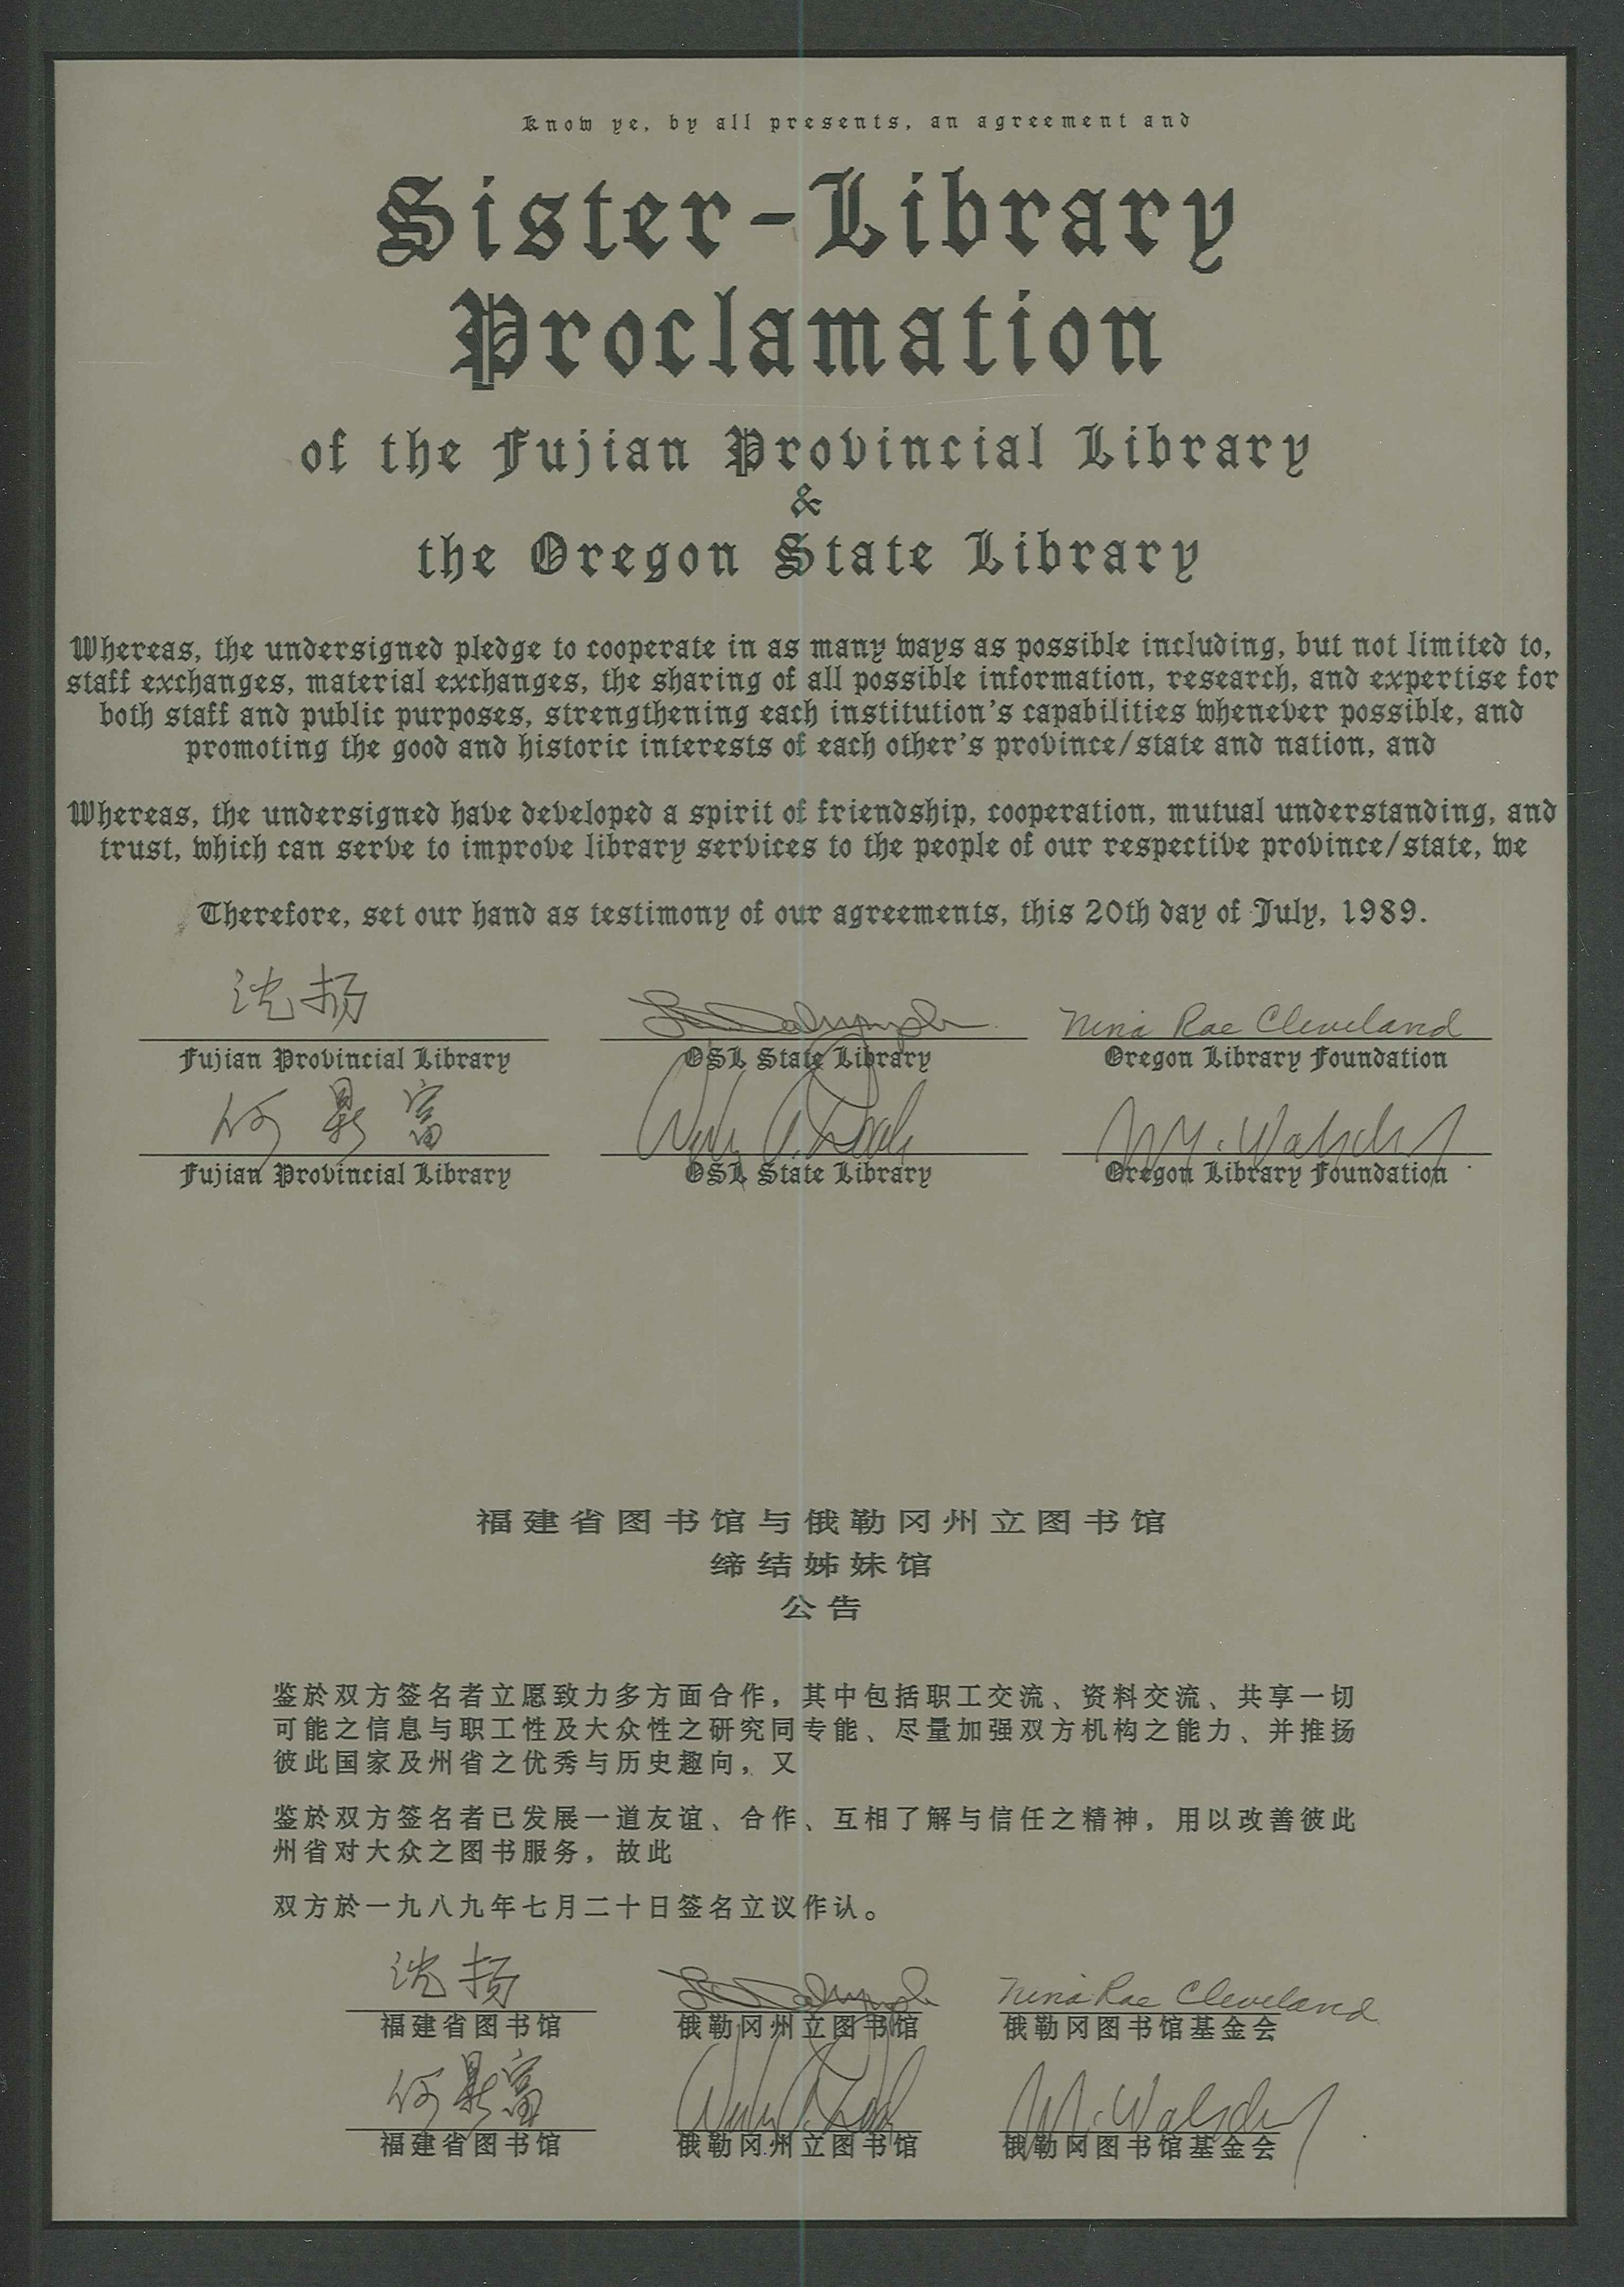 Know ye, by all presents, an agreement and
Sister-Library
Proclamation
of the Fujian Provincial Library
&
the Oregon State Library
Whereas, the undersigned pledge to cooperate in as many ways as possible including, but not limited to,
staff exchanges, material exchanges, the sharing of all possible information, research, and expertise for
both staff and public purposes, strengthening each institution's capabilities whenever possible, and
promoting the good and historic interests of each other's province/state and nation, and
Whereas, the undersigned have developed a spirit of friendship, cooperation, mutual understanding, and
trust, which can serve to improve library services to the people of our respective province/state, we
Therefore, set our hand as testimony of our agreements, this 20th day of July, 1989.
沈扬 Nina Rae Cleveland
Fujian Provincial Library OSL State Library Oregon Library Foundation
何鼎富
Fujian Provincial Library OSL State Library Oregon Library Foundation
福建省图书馆与俄勒冈州立图书馆
缔结姊妹馆
公告
鉴於双方签名者立愿致力多方面合作，其中包括职工交流、资料交流、共享一切
可能之信息与职工性及大众性之研究同专能、尽量加强双方机构之能力、并推扬
彼此国家及州省之优秀与历史趣向，又
鉴於双方签名者已发展一道友谊、合作、互相了解与信任之精神，用以改善彼此
州省对大众之图书服务，故此
双方於一九八九年七月二十日签名立议作认。
沈扬 Nina Rae Cleveland
福建省图书馆 俄勒冈州立图书馆 俄勒冈图书馆基金会
何鼎富
福建省图书馆 俄勒冈州立图书馆 俄勒冈图书馆基金会